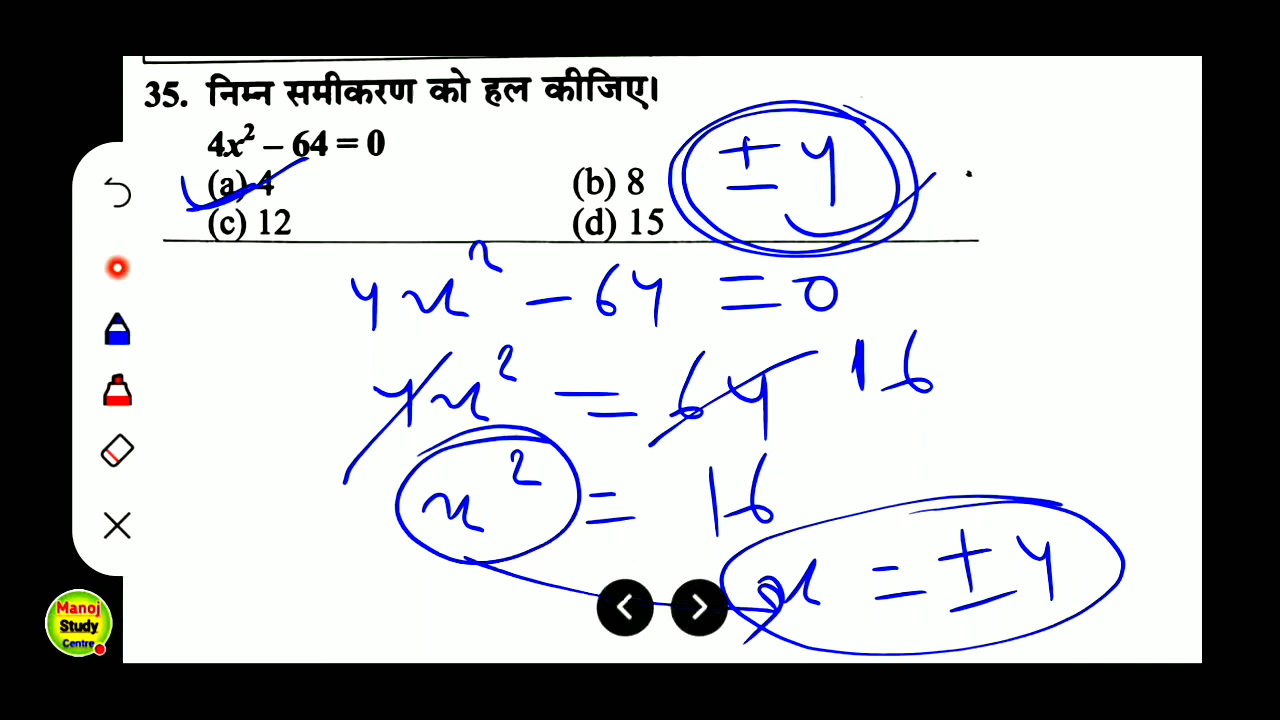 35. निम्न समीकरण को हल कीजिए।
4x² – 64 = 0
(a) 4 (b) 8
(c) 12 (d) 15
± 4
4x² – 64 = 0
4x² = 64 16
x² = 16
x = ± 4
Manoj
Study
Centre